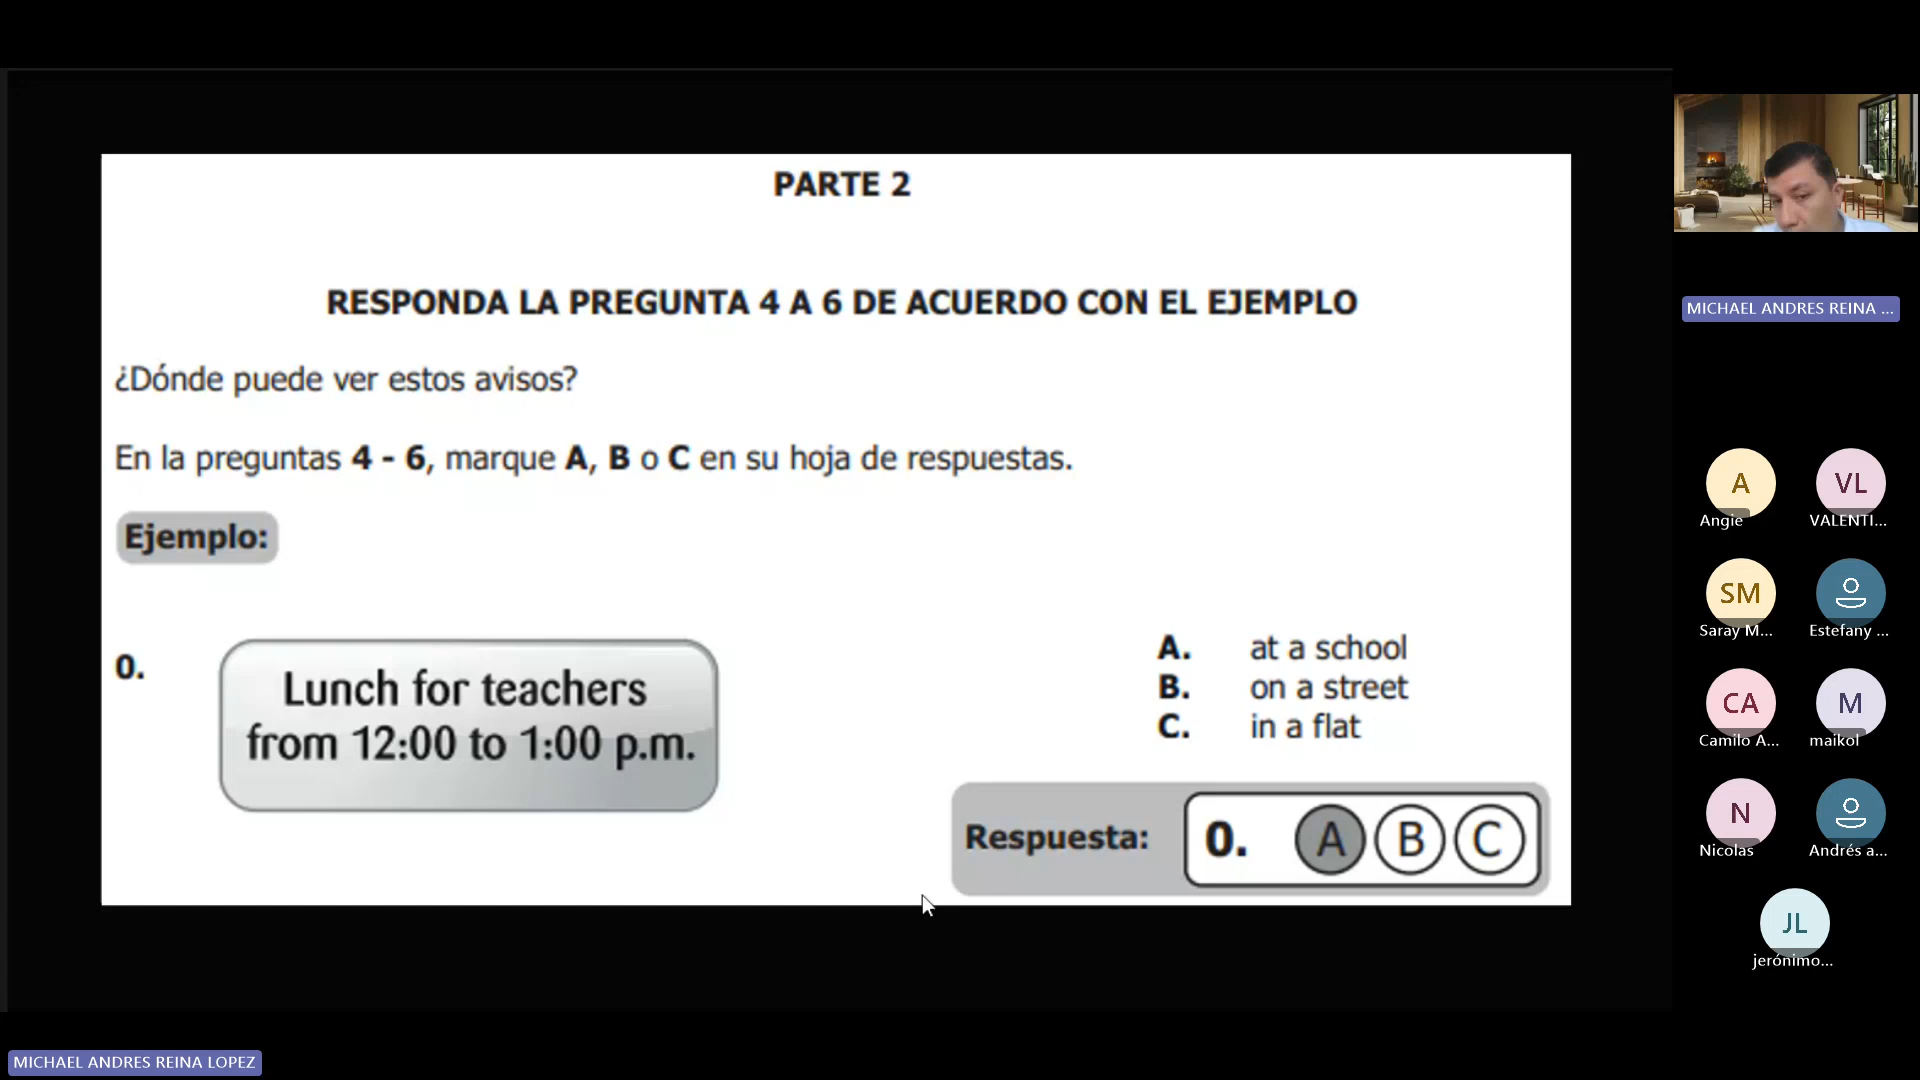 PARTE 2
RESPONDA LA PREGUNTA 4 A 6 DE ACUERDO CON EL EJEMPLO
¿Dónde puede ver estos avisos?
En la preguntas 4 - 6, marque A, B o C en su hoja de respuestas.
Ejemplo:
0.
Lunch for teachers
from 12:00 to 1:00 p.m.
A. at a school
B. on a street
C. in a flat
Respuesta: 0. A B C
MICHAEL ANDRES REINA ...
A
Angie
VL
VALENTI...
SM
Saray M...
Estefany ...
CA
Camilo A...
M
maikol
N
Nicolas
Andrés a...
JL
jerónimo...
MICHAEL ANDRES REINA LOPEZ